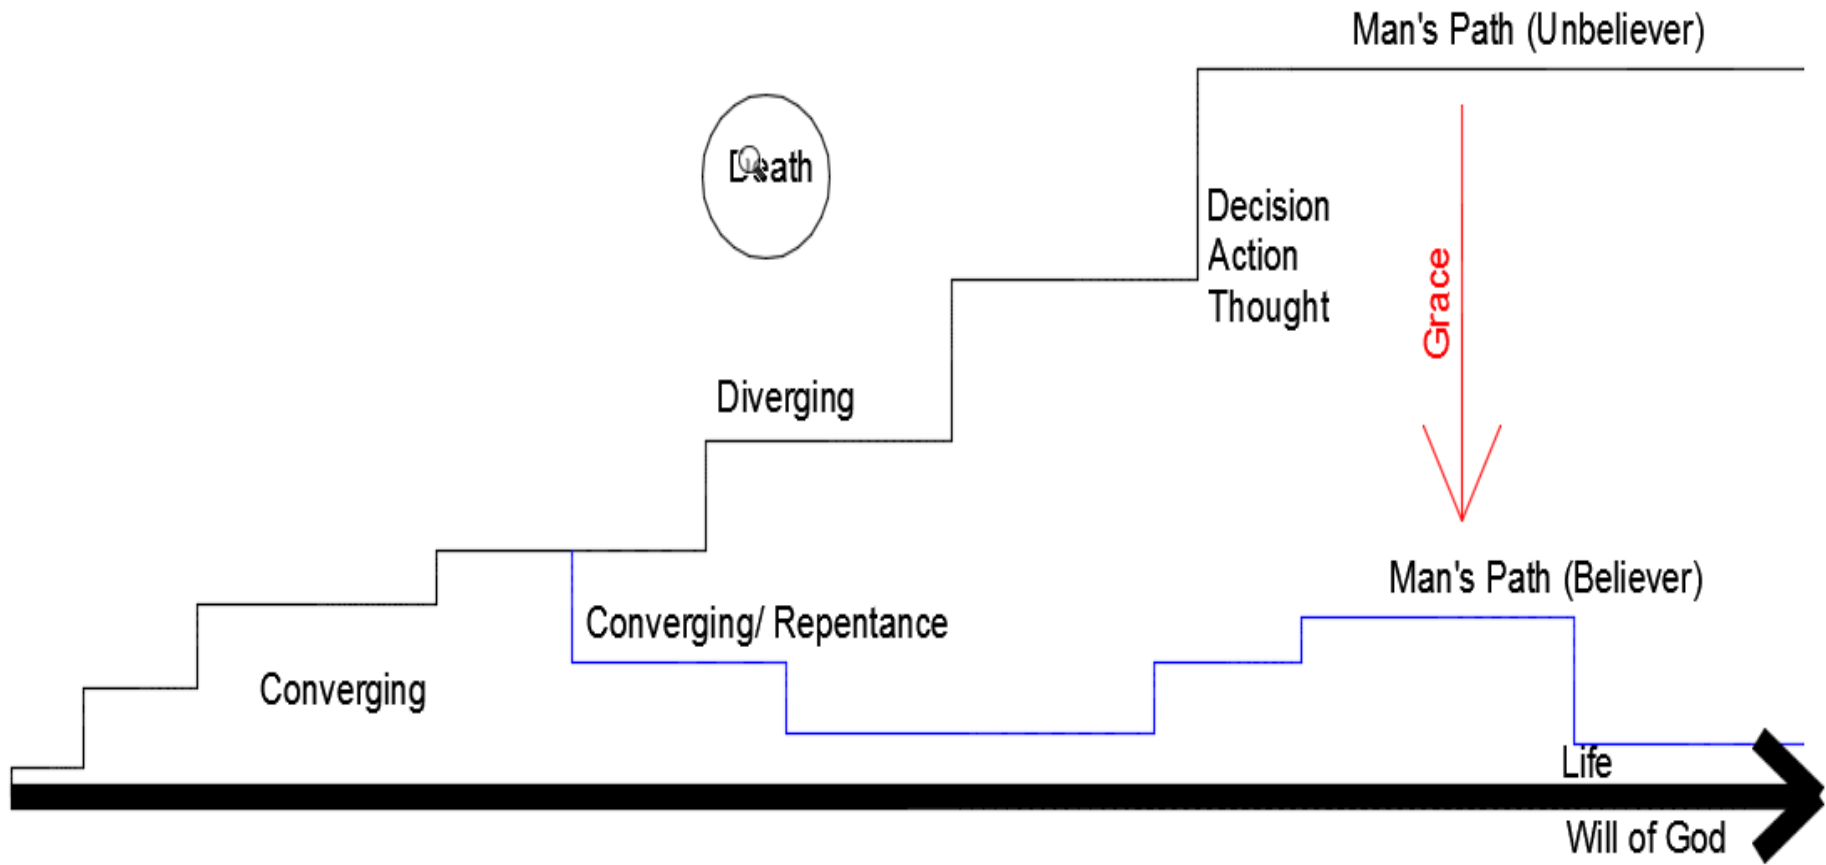 Man's Path (Unbeliever)
Death
Decision
Action
Thought
Grace
Diverging
Man's Path (Believer)
Converging/ Repentance
Converging
Life
Will of God